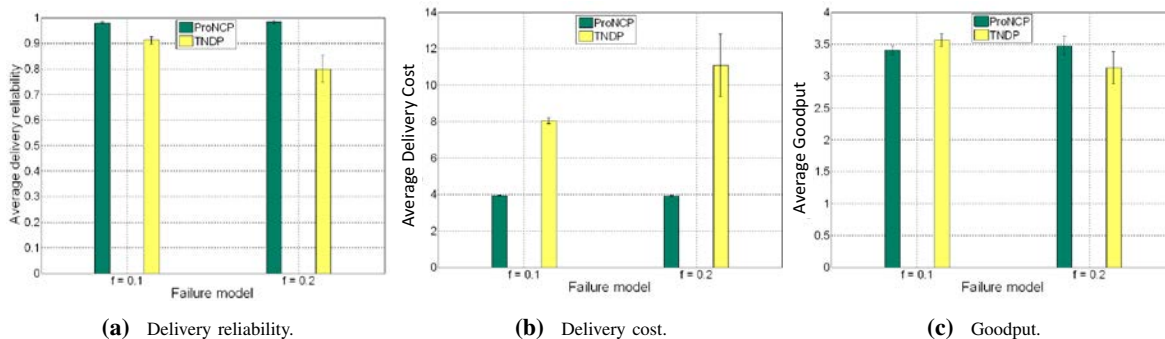 1
0.9
0.8
0.7
0.6
0.5
0.4
0.3
0.2
0.1
0
Average delivery reliability
ProNCP
TNDP
f = 0.1
f = 0.2
Failure model
(a) Delivery reliability.
14
12
10
8
6
4
2
0
Average Delivery Cost
ProNCP
TNDP
f = 0.1
f = 0.2
Failure model
(b) Delivery cost.
4
3.5
3
2.5
2
1.5
1
0.5
0
Average Goodput
ProNCP
TNDP
f = 0.1
f = 0.2
Failure model
(c) Goodput.